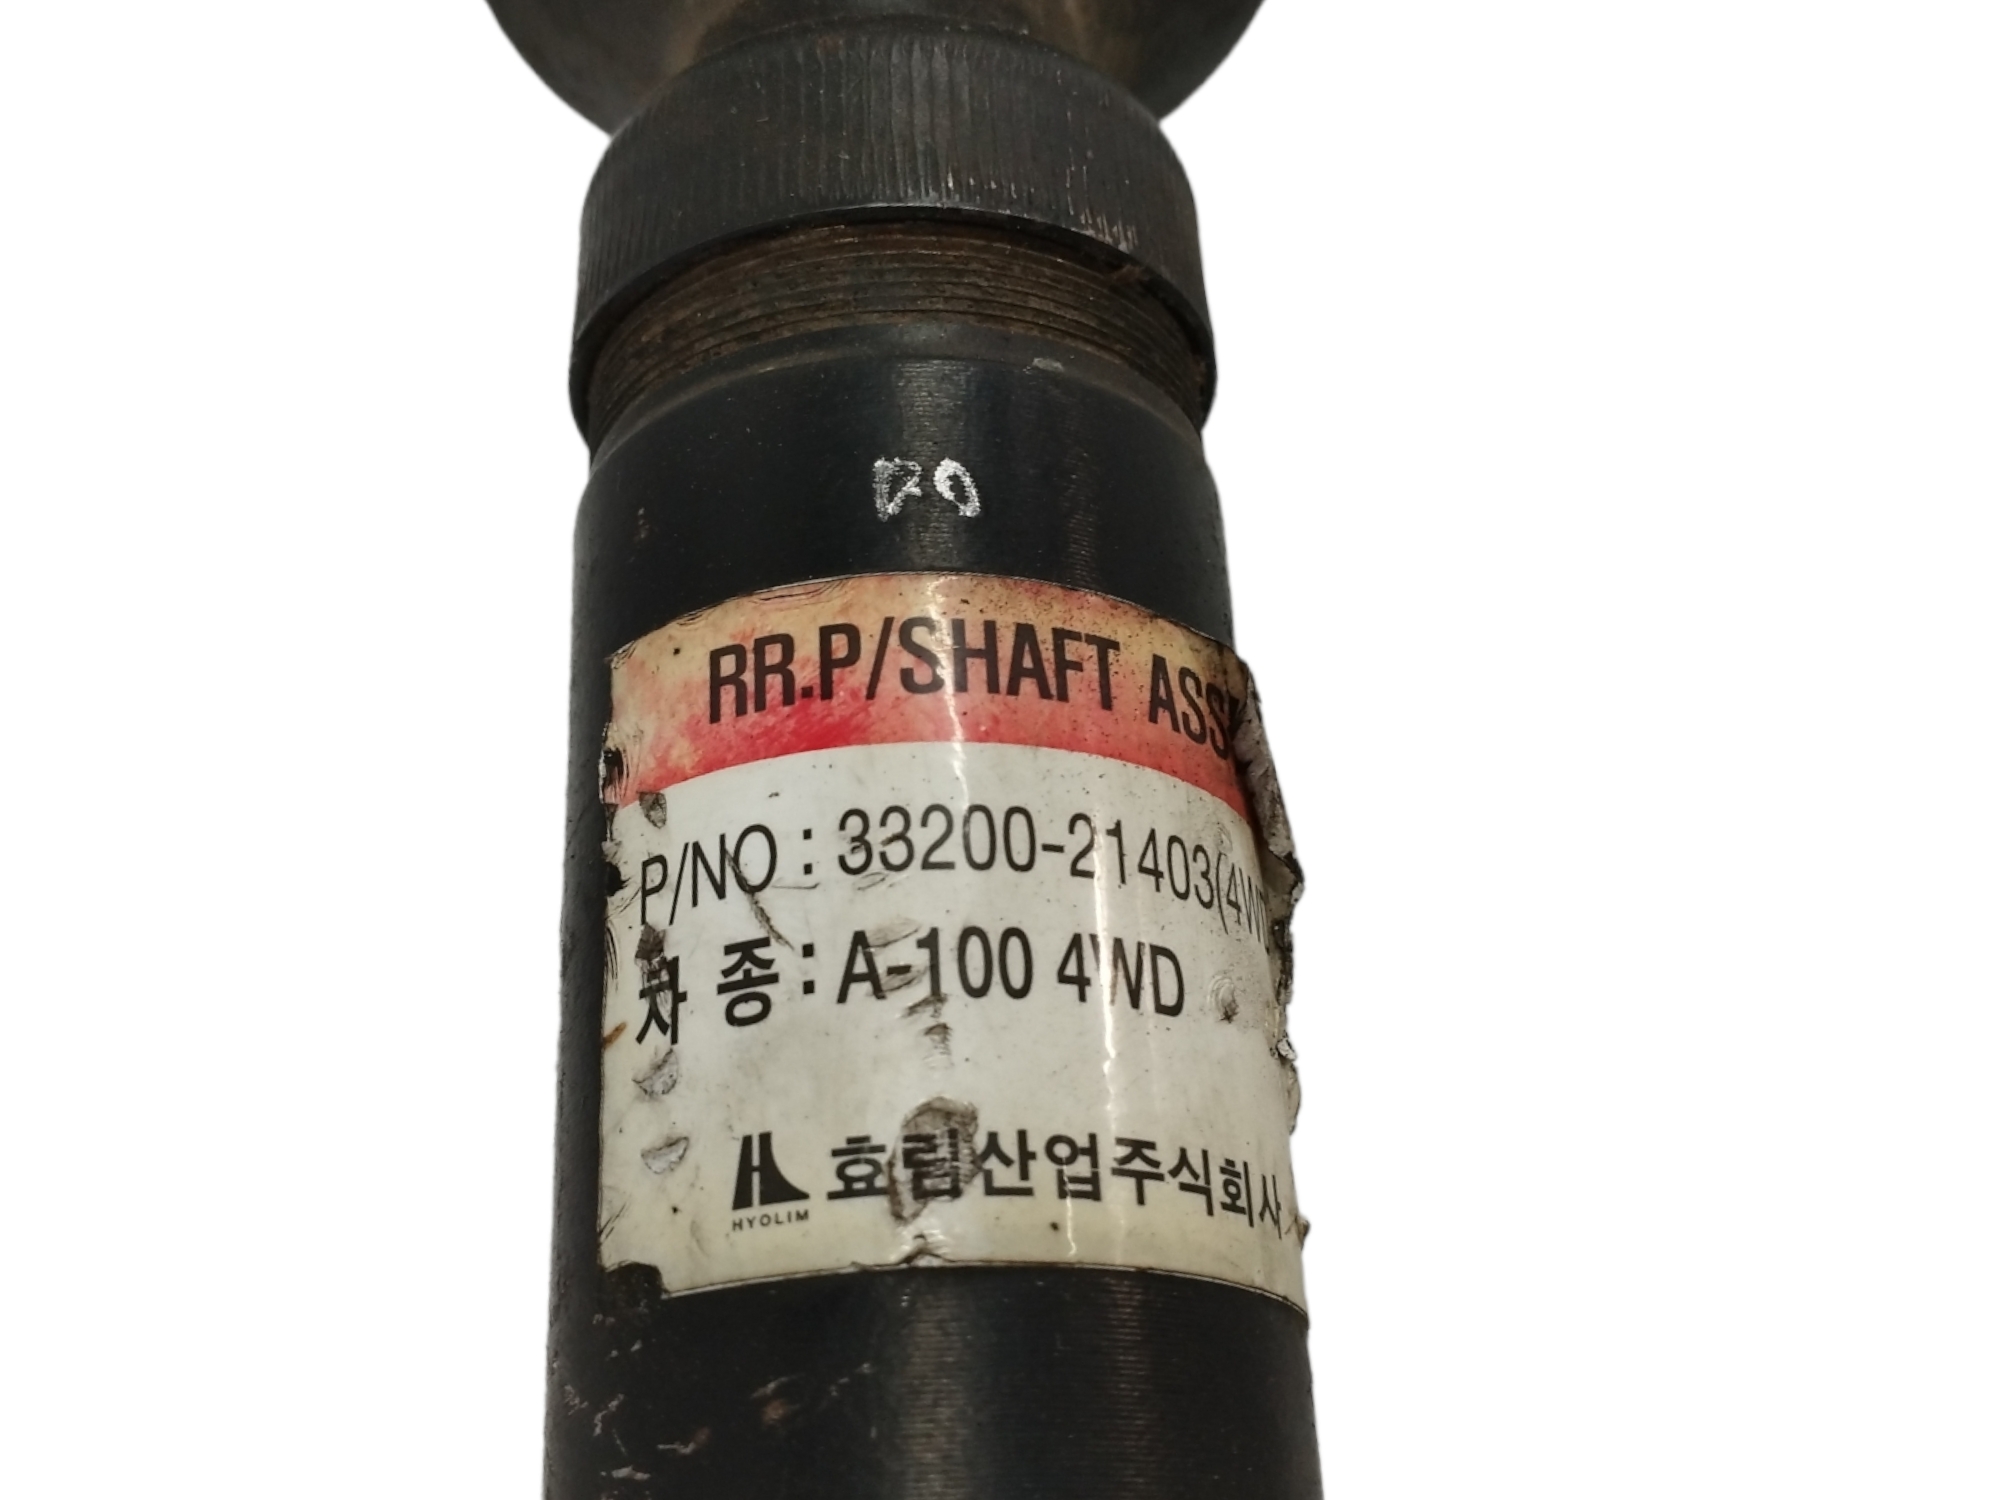 RR.P/SHAFT ASS
P/NO : 33200-21403(4W
차 종 : A-100 4WD
효림산업주식회사
HYOLIM